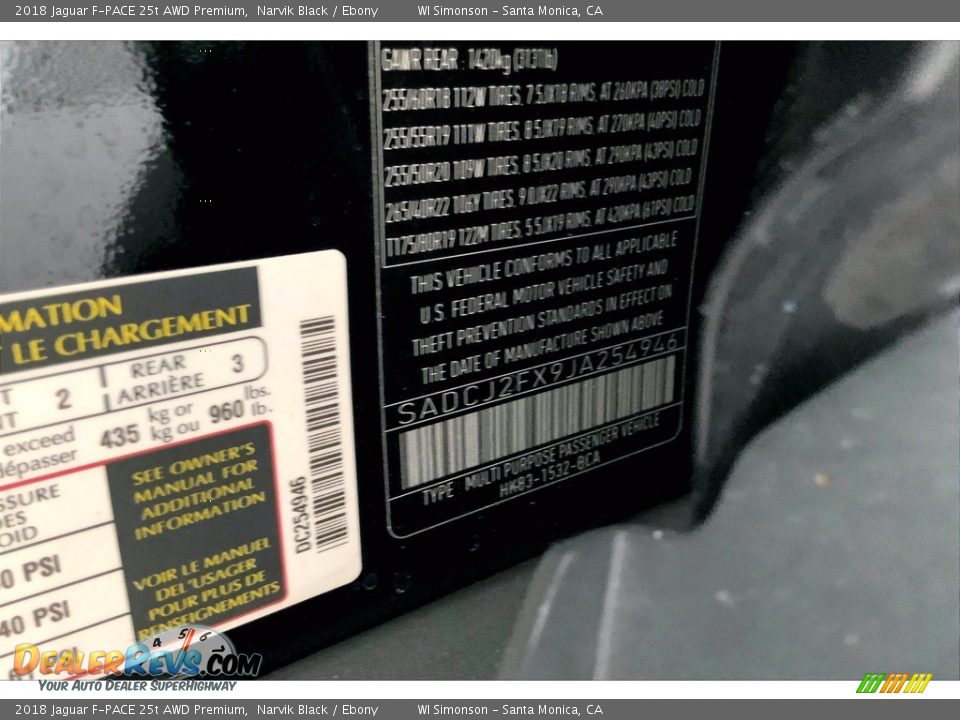 2018 Jaguar F-PACE 25t AWD Premium,  Narvik Black / Ebony     WI Simonson - Santa Monica, CA
GAWR REAR : 1420kg (3131lb)
255/60R18 112W TIRES, 7.5JX18 RIMS, AT 260KPA (38PSI) COLD
255/55R19 111W TIRES, 8.5JX19 RIMS, AT 270KPA (40PSI) COLD
255/50R20 109W TIRES, 8.5JX20 RIMS, AT 290KPA (43PSI) COLD
265/40R22 106Y TIRES, 9.0JX22 RIMS, AT 290KPA (43PSI) COLD
T175/80R19 122M TIRES, 5.5JX19 RIMS, AT 420KPA (61PSI) COLD
THIS VEHICLE CONFORMS TO ALL APPLICABLE
U.S. FEDERAL MOTOR VEHICLE SAFETY AND
THEFT PREVENTION STANDARDS IN EFFECT ON
THE DATE OF MANUFACTURE SHOWN ABOVE
SADCJ2FX9JA254946
TYPE MULTI PURPOSE PASSENGER VEHICLE
HK83-1532-BCA
MATION
LE CHARGEMENT
T 2 REAR 3
NT ARRIÈRE
exceed 435 kg or 960 lbs.
dépasser kg ou lb.
SSURE
ES
OID
0 PSI
40 PSI
SEE OWNER'S
MANUAL FOR
ADDITIONAL
INFORMATION
VOIR LE MANUEL
DEL'USAGER
POUR PLUS DE
RENSEIGNEMENTS
DC254946
DealerRevs.com
Your Auto Dealer SuperHighway
2018 Jaguar F-PACE 25t AWD Premium,  Narvik Black / Ebony     WI Simonson - Santa Monica, CA